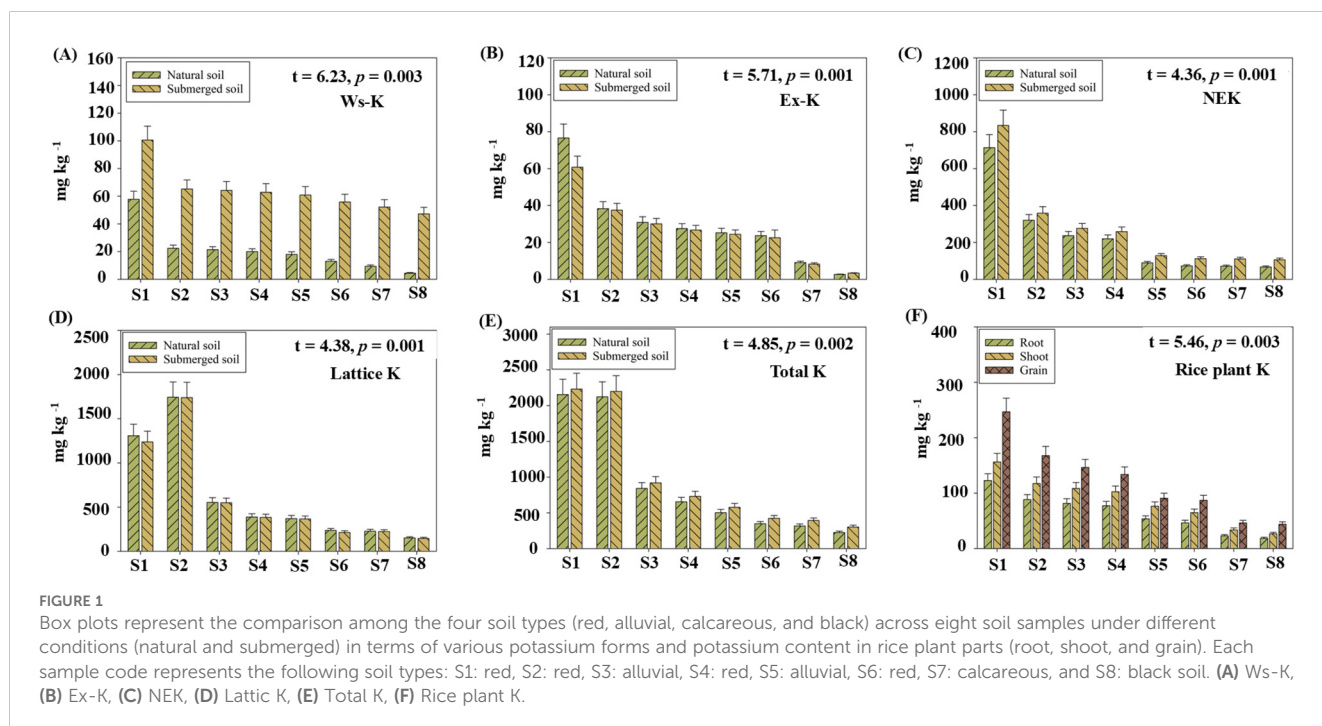 (A)
160
140
120
100
80
60
40
20
0
mg kg -1
Natural soil
Submerged soil
t = 6.23, p = 0.003
Ws-K
S1 S2 S3 S4 S5 S6 S7 S8
(B)
120
100
80
60
40
20
0
mg kg -1
Natural soil
Submerged soil
t = 5.71, p = 0.001
Ex-K
S1 S2 S3 S4 S5 S6 S7 S8
(C)
1200
1000
800
600
400
200
0
mg kg -1
Natural soil
Submerged soil
t = 4.36, p = 0.001
NEK
S1 S2 S3 S4 S5 S6 S7 S8
(D)
2500
2000
1500
1000
500
0
mg kg -1
Natural soil
Submerged soil
t = 4.38, p = 0.001
Lattice K
S1 S2 S3 S4 S5 S6 S7 S8
(E)
3000
2500
2000
1500
1000
500
0
mg kg -1
Natural soil
Submerged soil
t = 4.85, p = 0.002
Total K
S1 S2 S3 S4 S5 S6 S7 S8
(F)
400
300
200
100
0
mg kg -1
Root
Shoot
Grain
t = 5.46, p = 0.003
Rice plant K
S1 S2 S3 S4 S5 S6 S7 S8
FIGURE 1
Box plots represent the comparison among the four soil types (red, alluvial, calcareous, and black) across eight soil samples under different
conditions (natural and submerged) in terms of various potassium forms and potassium content in rice plant parts (root, shoot, and grain). Each
sample code represents the following soil types: S1: red, S2: red, S3: alluvial, S4: red, S5: alluvial, S6: red, S7: calcareous, and S8: black soil. (A) Ws-K,
(B) Ex-K, (C) NEK, (D) Lattic K, (E) Total K, (F) Rice plant K.